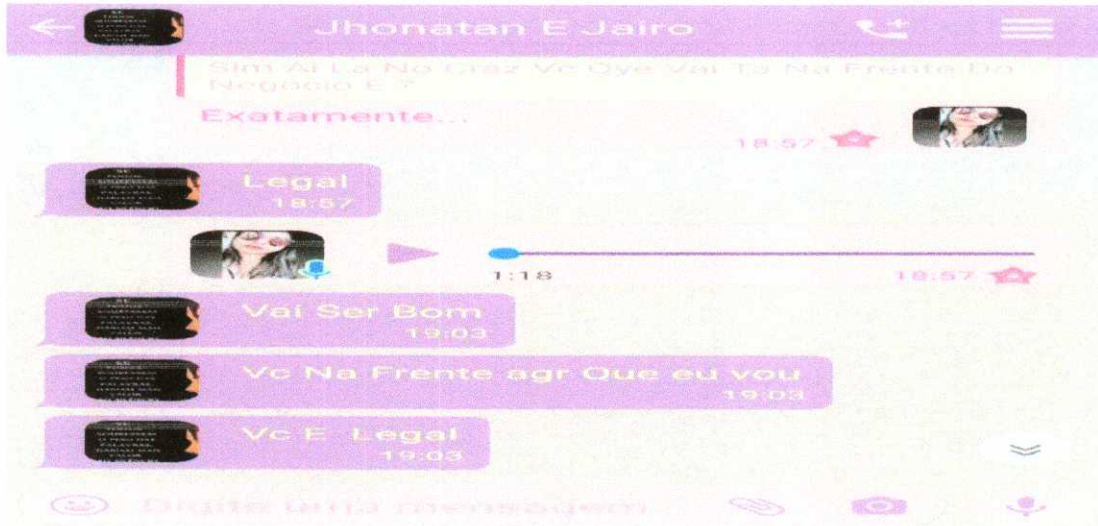 Jhonatan E Jairo
Sim Ai La No Craz Vc Qye Vai Ta Na Frente Do
Negocio E ?
Exatamente...
18:57
Legal
18:57
1:18
18:57
Vai Ser Bom
19:03
Vc Na Frente agr Que eu vou
19:03
Vc E Legal
19:03
Digite uma mensagem